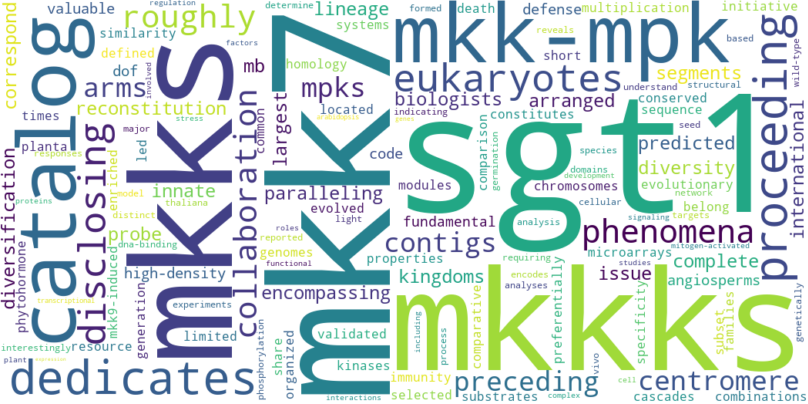 correspond
valuable
regulation
roughly
similarity
defined
factors
dof
arms
reconstitution
times
planta
major
stress
led
responses
diversification
phytohormone
proteins
catalog
disclosing
enriched
model
innate
thaliana
distinct
probe
dna-binding
mkk9-induced
high-density
transcriptional
generation
experiments
limited
interestingly
resource
plant
expression
dedicates
mkks
collaboration
mb
determine
lineage
systems
homology
largest
common
mpks
located
arabidopsis
code
paralleling
evolved
light
roles
reported
genomes
functional
properties
encompassing
validated
share
organized
kinases
phosphorylation
interactions
mkk7
mkk-mpk
formed
death
defense
multiplication
initiative
reveals
short
based
eukaryotes
segments
understand
structural
biologists
arranged
indicating
genes
constitutes
conserved
sequence
seed
predicted
comparison
germination
species
domains
development
diversity
evolutionary
network
modules
chromosomes
cellular
belong
fundamental
analysis
signaling
targets
mitogen-activated
sgt1
contigs
requiring
phenomena
microarrays
complete
kingdoms
encodes
analyses
issue
studies
angiosperms
proceeding
international
wild-type
mkkks
including
process
comparative
preferentially
vivo
specificity
subset
families
genetically
immunity
selected
preceding
substrates
complex
cell
centromere
cascades
combinations
involved